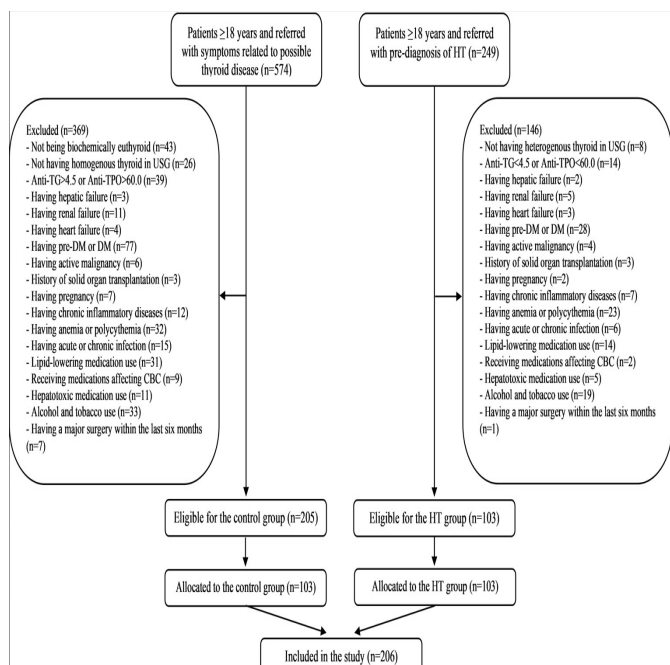 Patients ≥18 years and referred
with symptoms related to possible
thyroid disease (n=574)
Patients ≥18 years and referred
with pre-diagnosis of HT (n=249)
Excluded (n=369)
- Not being biochemically euthyroid (n=43)
- Not having homogenous thyroid in USG (n=26)
- Anti-TG>4.5 or Anti-TPO>60.0 (n=39)
- Having hepatic failure (n=3)
- Having renal failure (n=11)
- Having heart failure (n=4)
- Having pre-DM or DM (n=77)
- Having active malignancy (n=6)
- History of solid organ transplantation (n=3)
- Having pregnancy (n=7)
- Having chronic inflammatory diseases (n=12)
- Having anemia or polycythemia (n=32)
- Having acute or chronic infection (n=15)
- Lipid-lowering medication use (n=31)
- Receiving medications affecting CBC (n=9)
- Hepatotoxic medication use (n=11)
- Alcohol and tobacco use (n=33)
- Having a major surgery within the last six months
(n=7)
Excluded (n=146)
- Not having heterogenous thyroid in USG (n=8)
- Anti-TG<4.5 or Anti-TPO<60.0 (n=14)
- Having hepatic failure (n=2)
- Having renal failure (n=5)
- Having heart failure (n=3)
- Having pre-DM or DM (n=28)
- Having active malignancy (n=4)
- History of solid organ transplantation (n=3)
- Having pregnancy (n=2)
- Having chronic inflammatory diseases (n=7)
- Having anemia or polycythemia (n=23)
- Having acute or chronic infection (n=6)
- Lipid-lowering medication use (n=14)
- Receiving medications affecting CBC (n=2)
- Hepatotoxic medication use (n=5)
- Alcohol and tobacco use (n=19)
- Having a major surgery within the last six months
(n=1)
Eligible for the control group (n=205)
Eligible for the HT group (n=103)
Allocated to the control group (n=103)
Allocated to the HT group (n=103)
Included in the study (n=206)